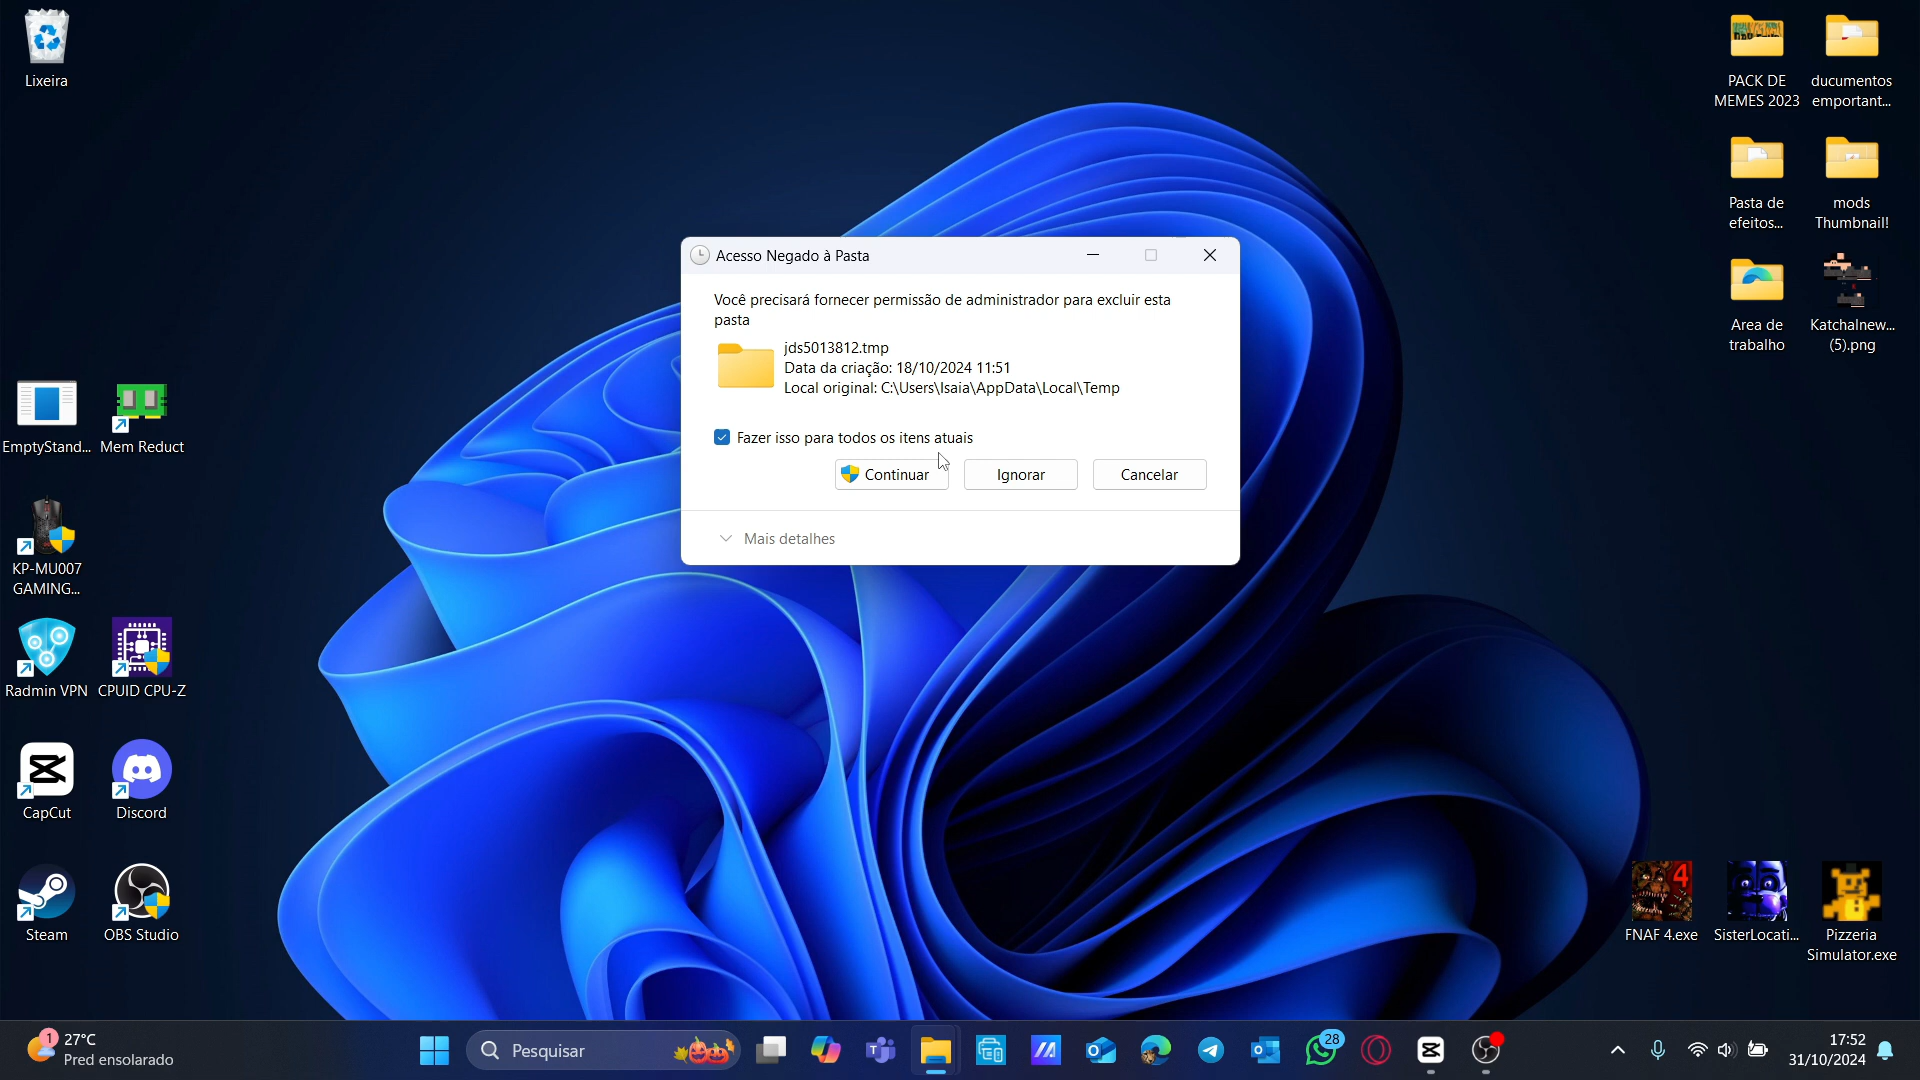 Lixeira
PACK DE
MEMES 2023
ducumentos
emportant...
Pasta de
efeitos...
mods
Thumbnail!
Area de
trabalho
Katchalnew...
(5).png
Acesso Negado à Pasta
Você precisará fornecer permissão de administrador para excluir esta
pasta
jds5013812.tmp
Data da criação: 18/10/2024 11:51
Local original: C:\Users\Isaia\AppData\Local\Temp
Fazer isso para todos os itens atuais
Continuar
Ignorar
Cancelar
Mais detalhes
EmptyStand...
Mem Reduct
KP-MU007
GAMING...
Radmin VPN
CPUID CPU-Z
CapCut
Discord
Steam
OBS Studio
4
FNAF 4.exe
SisterLocati...
Pizzeria
Simulator.exe
1
27°C
Pred ensolarado
Pesquisar
28
17:52
31/10/2024